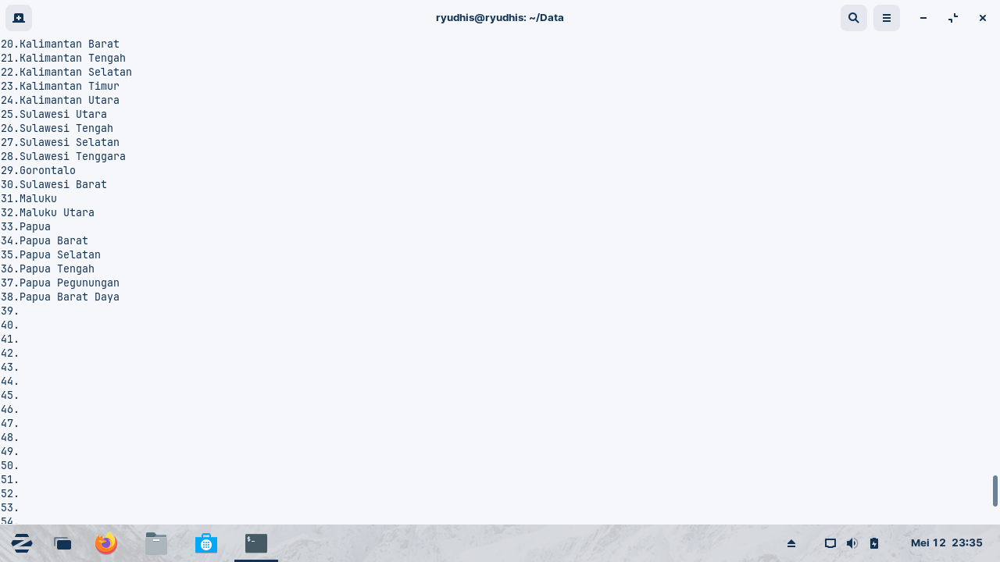 ryudhis@ryudhis: ~/Data
20.Kalimantan Barat
21.Kalimantan Tengah
22.Kalimantan Selatan
23.Kalimantan Timur
24.Kalimantan Utara
25.Sulawesi Utara
26.Sulawesi Tengah
27.Sulawesi Selatan
28.Sulawesi Tenggara
29.Gorontalo
30.Sulawesi Barat
31.Maluku
32.Maluku Utara
33.Papua
34.Papua Barat
35.Papua Selatan
36.Papua Tengah
37.Papua Pegunungan
38.Papua Barat Daya
39.
40.
41.
42.
43.
44.
45.
46.
47.
48.
49.
50.
51.
52.
53.
54.
$_
Mei 12 23:35